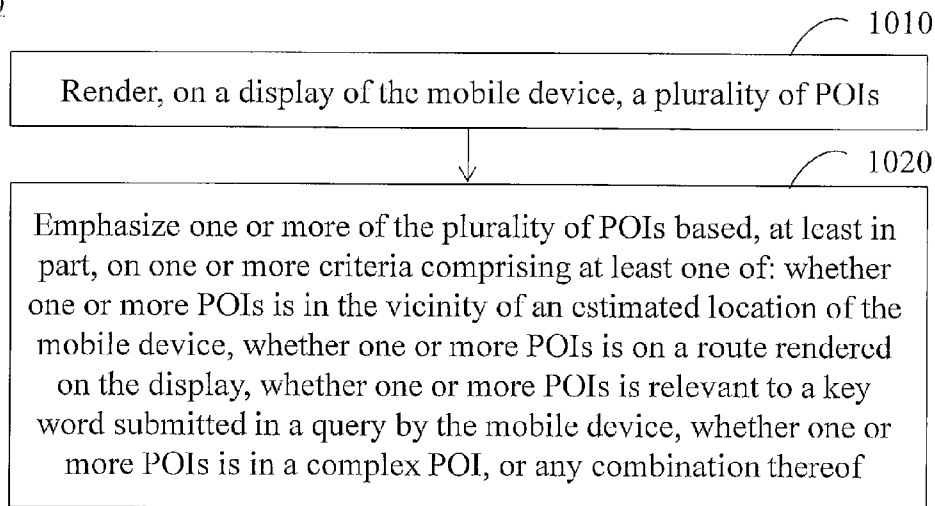 1010
Render, on a display of the mobile device, a plurality of POIs
1020
Emphasize one or more of the plurality of POIs based, at least in
part, on one or more criteria comprising at least one of: whether
one or more POIs is in the vicinity of an estimated location of the
mobile device, whether one or more POIs is on a route rendered
on the display, whether one or more POIs is relevant to a key
word submitted in a query by the mobile device, whether one or
more POIs is in a complex POI, or any combination thereof